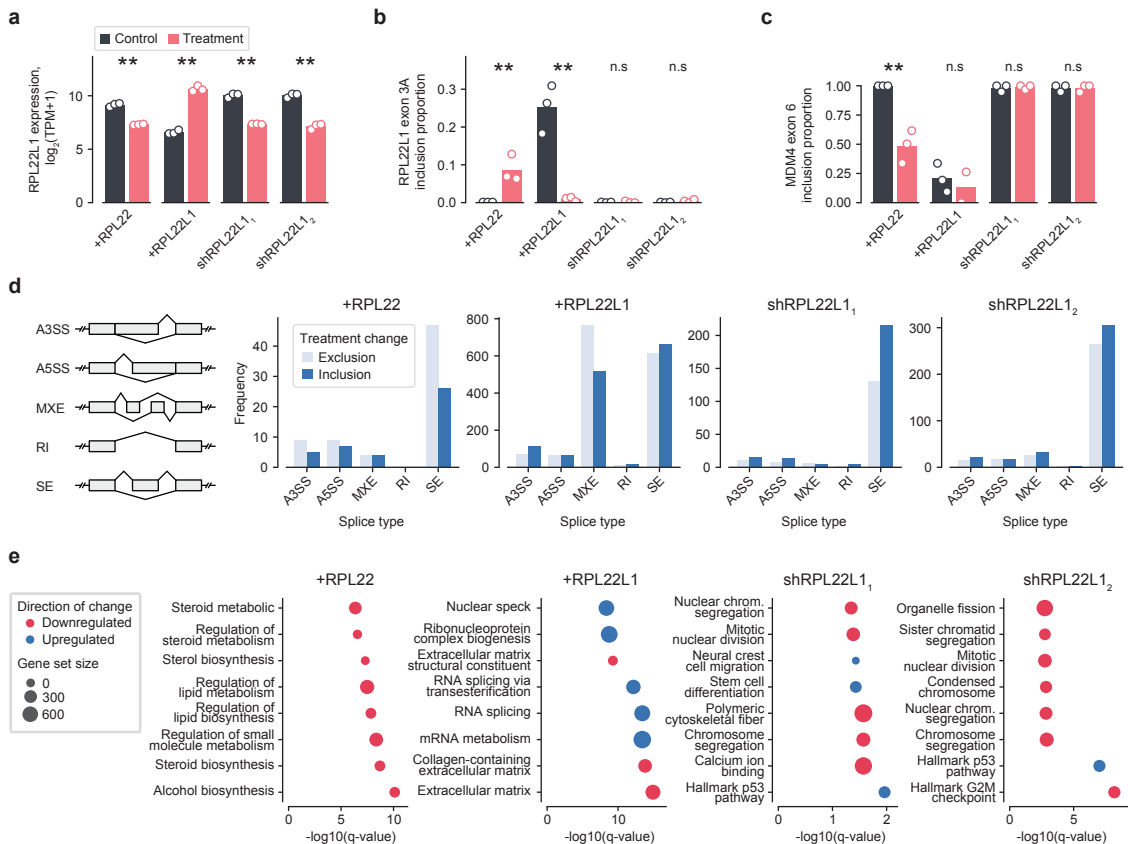 a
Control
Treatment
RPL22L1 expression,
log2(TPM+1)
10
5
0
**
**
**
**
+RPL22
+RPL22L1
shRPL22L1₁
shRPL22L1₂
b
RPL22L1 exon 3A
inclusion proportion
0.3
0.2
0.1
0.0
**
**
n.s
n.s
+RPL22
+RPL22L1
shRPL22L1₁
shRPL22L1₂
c
MDM4 exon 6
inclusion proportion
1.00
0.75
0.50
0.25
0.00
**
n.s
n.s
n.s
+RPL22
+RPL22L1
shRPL22L1₁
shRPL22L1₂
d
A3SS
A5SS
MXE
RI
SE
+RPL22
Frequency
40
30
20
10
0
Treatment change
Exclusion
Inclusion
A3SS
A5SS
MXE
RI
SE
Splice type
+RPL22L1
800
600
400
200
0
A3SS
A5SS
MXE
RI
SE
Splice type
shRPL22L1₁
200
150
100
50
0
A3SS
A5SS
MXE
RI
SE
Splice type
shRPL22L1₂
300
200
100
0
A3SS
A5SS
MXE
RI
SE
Splice type
e
Direction of change
Downregulated
Upregulated
Gene set size
0
300
600
+RPL22
Steroid metabolic
Regulation of
steroid metabolism
Sterol biosynthesis
Regulation of
lipid metabolism
Regulation of
lipid biosynthesis
Regulation of small
molecule metabolism
Steroid biosynthesis
Alcohol biosynthesis
0
5
10
-log10(q-value)
+RPL22L1
Nuclear speck
Ribonucleoprotein
complex biogenesis
Extracellular matrix
structural constituent
RNA splicing via
transesterification
RNA splicing
mRNA metabolism
Collagen-containing
extracellular matrix
Extracellular matrix
0
10
-log10(q-value)
shRPL22L1₁
Nuclear chrom.
segregation
Mitotic
nuclear division
Neural crest
cell migration
Stem cell
differentiation
Polymeric
cytoskeletal fiber
Chromosome
segregation
Calcium ion
binding
Hallmark p53
pathway
0
1
2
-log10(q-value)
shRPL22L1₂
Organelle fission
Sister chromatid
segregation
Mitotic
nuclear division
Condensed
chromosome
Nuclear chrom.
segregation
Chromosome
segregation
Hallmark p53
pathway
Hallmark G2M
checkpoint
0
5
-log10(q-value)